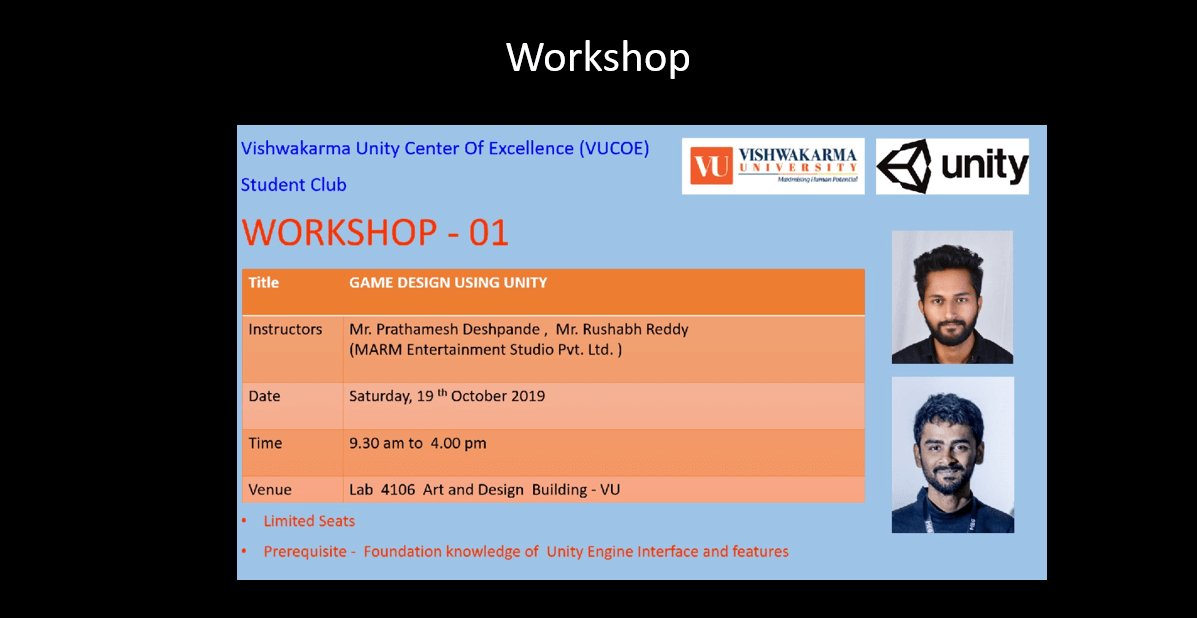 Workshop
Vishwakarma Unity Center Of Excellence (VUCOE)
Student Club
VU VISHWAKARMA
UNIVERSITY
Maximising Human Potential
unity
WORKSHOP - 01
Title GAME DESIGN USING UNITY
Instructors Mr. Prathamesh Deshpande , Mr. Rushabh Reddy
(MARM Entertainment Studio Pvt. Ltd. )
Date Saturday, 19 th October 2019
Time 9.30 am to 4.00 pm
Venue Lab 4106 Art and Design Building - VU
• Limited Seats
• Prerequisite - Foundation knowledge of Unity Engine Interface and features